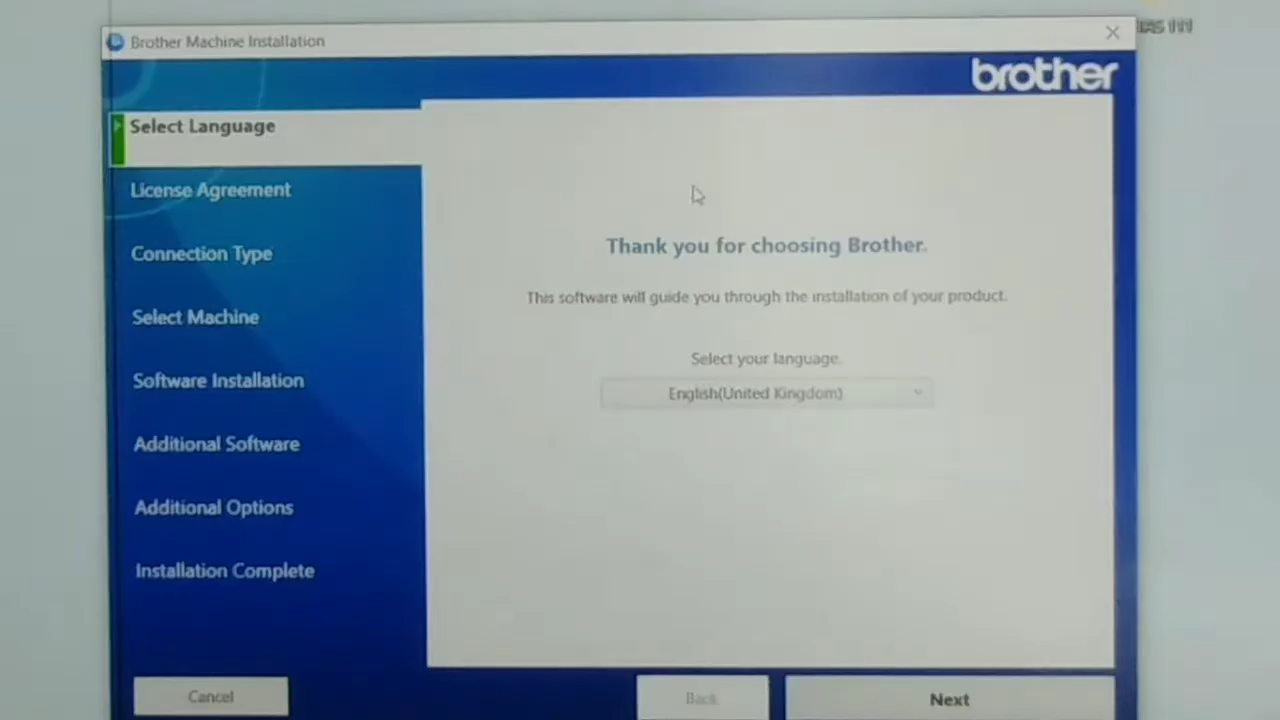 Brother Machine Installation
brother
Select Language
License Agreement
Connection Type
Select Machine
Software Installation
Additional Software
Additional Options
Installation Complete
Thank you for choosing Brother.
This software will guide you through the installation of your product.
Select your language.
English(United Kingdom)
Cancel
Back
Next